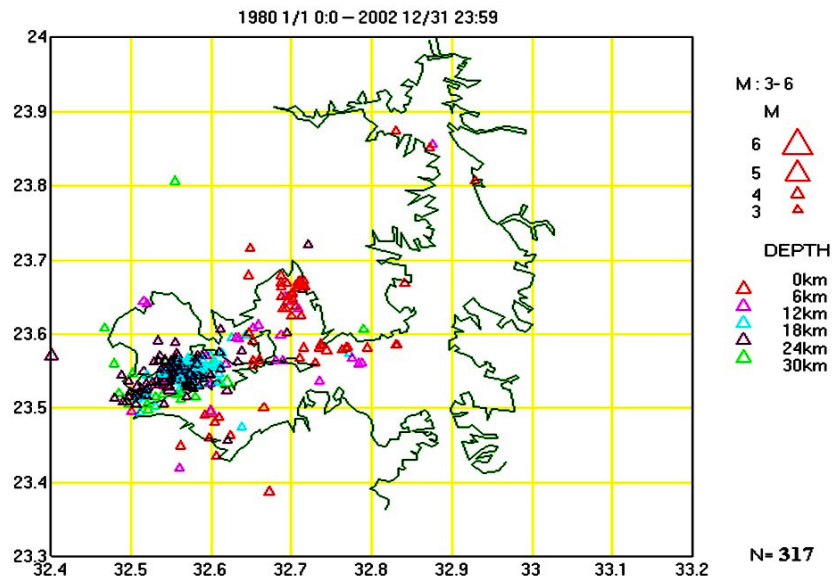 1980 1/1 0:0 – 2002 12/31 23:59
24
23.9
23.8
23.7
23.6
23.5
23.4
23.3
32.4 32.5 32.6 32.7 32.8 32.9 33 33.1 33.2
M : 3-6
M
6
5
4
3
DEPTH
0km
6km
12km
18km
24km
30km
N= 317